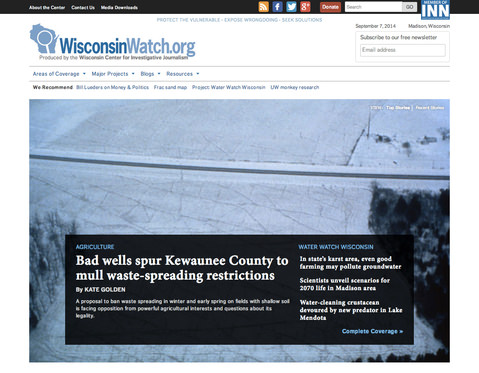 About the Center Contact Us Media Downloads
Donate Search GO
MEMBER OF
INN
PROTECT THE VULNERABLE · EXPOSE WRONGDOING · SEEK SOLUTIONS
September 7, 2014 Madison, Wisconsin
WisconsinWatch.org
Produced by the Wisconsin Center for Investigative Journalism
Subscribe to our free newsletter
Email address
Areas of Coverage Major Projects Blogs Resources
We Recommend Bill Lueders on Money & Politics Frac sand map Project: Water Watch Wisconsin UW monkey research
View: Top Stories | Recent Stories
AGRICULTURE
Bad wells spur Kewaunee County to
mull waste-spreading restrictions
By KATE GOLDEN
A proposal to ban waste spreading in winter and early spring on fields with shallow soil
is facing opposition from powerful agricultural interests and questions about its
legality.
WATER WATCH WISCONSIN
In state's karst area, even good
farming may pollute groundwater
Scientists unveil scenarios for
2070 life in Madison area
Water-cleaning crustacean
devoured by new predator in Lake
Mendota
Complete Coverage »